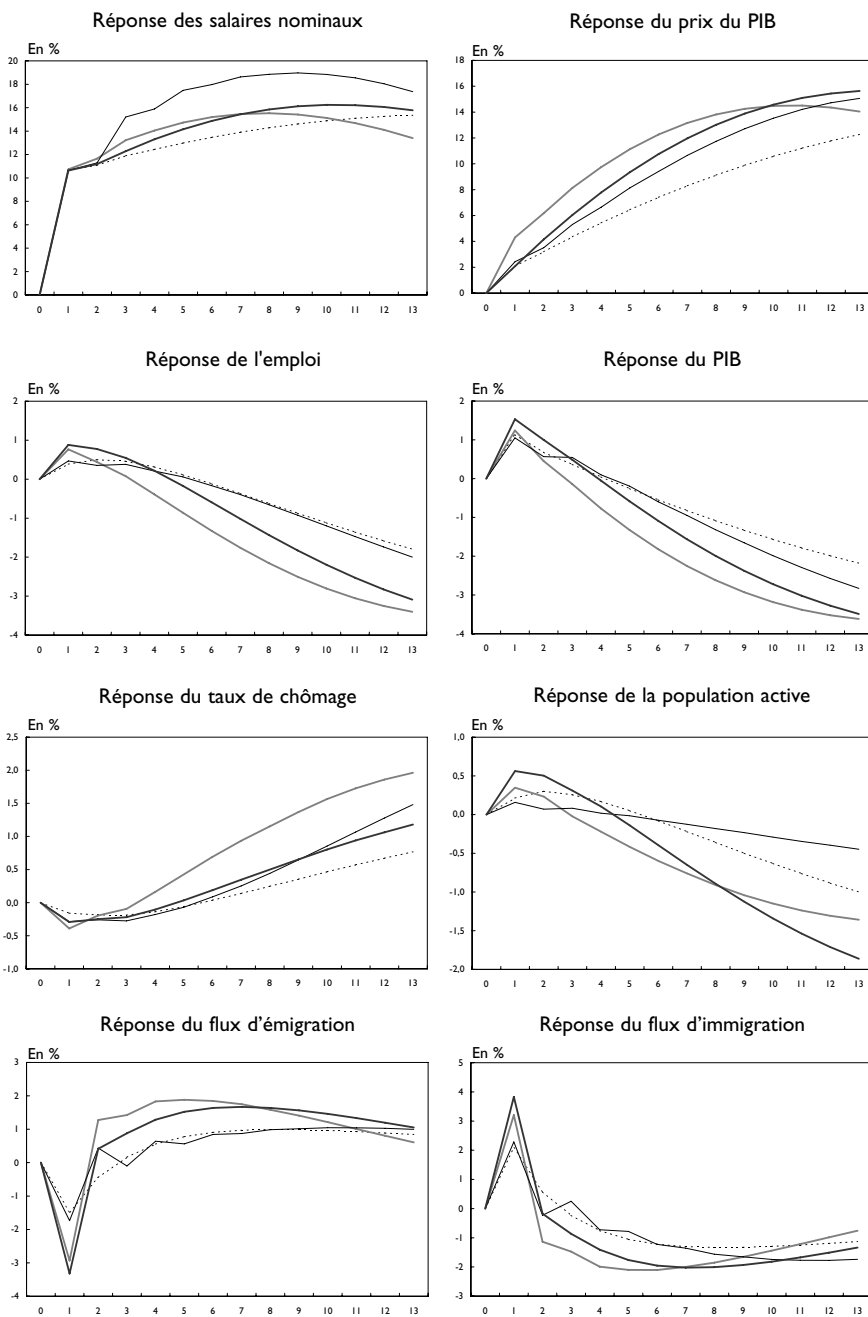 Réponse des salaires nominaux
En %
20
18
16
14
12
10
8
6
4
2
0
0 1 2 3 4 5 6 7 8 9 10 11 12 13
Réponse du prix du PIB
En %
18
16
14
12
10
8
6
4
2
0
0 1 2 3 4 5 6 7 8 9 10 11 12 13
Réponse de l'emploi
En %
2
1
0
-1
-2
-3
-4
0 1 2 3 4 5 6 7 8 9 10 11 12 13
Réponse du PIB
En %
2
1
0
-1
-2
-3
-4
0 1 2 3 4 5 6 7 8 9 10 11 12 13
Réponse du taux de chômage
En %
2,5
2,0
1,5
1,0
0,5
0,0
-0,5
-1,0
0 1 2 3 4 5 6 7 8 9 10 11 12 13
Réponse de la population active
En %
1,0
0,5
0,0
-0,5
-1,0
-1,5
-2,0
0 1 2 3 4 5 6 7 8 9 10 11 12 13
Réponse du flux d’émigration
En %
3
2
1
0
-1
-2
-3
-4
0 1 2 3 4 5 6 7 8 9 10 11 12 13
Réponse du flux d’immigration
En %
5
4
3
2
1
0
-1
-2
-3
0 1 2 3 4 5 6 7 8 9 10 11 12 13